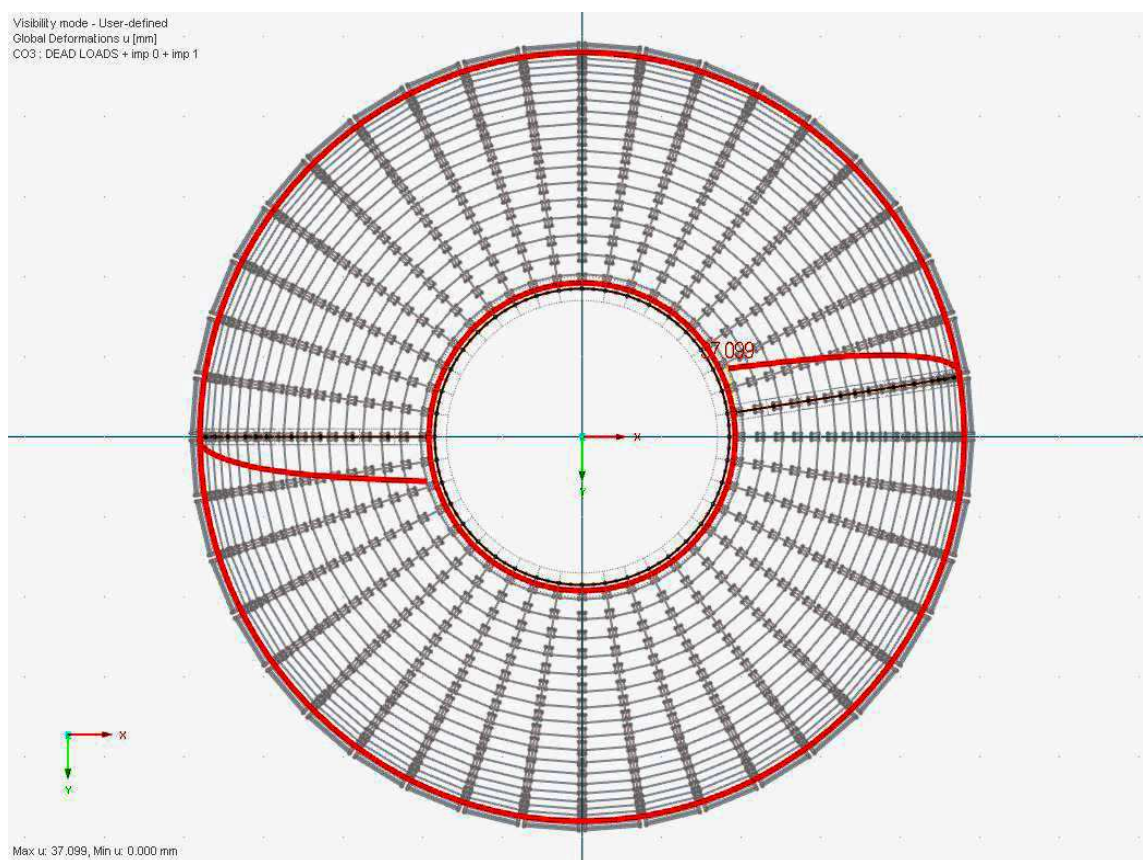 Visibility mode - User-defined
Global Deformations u [mm]
CO3 : DEAD LOADS + imp 0 + imp 1
37.099
X
Y
X
Y
Max u: 37.099, Min u: 0.000 mm